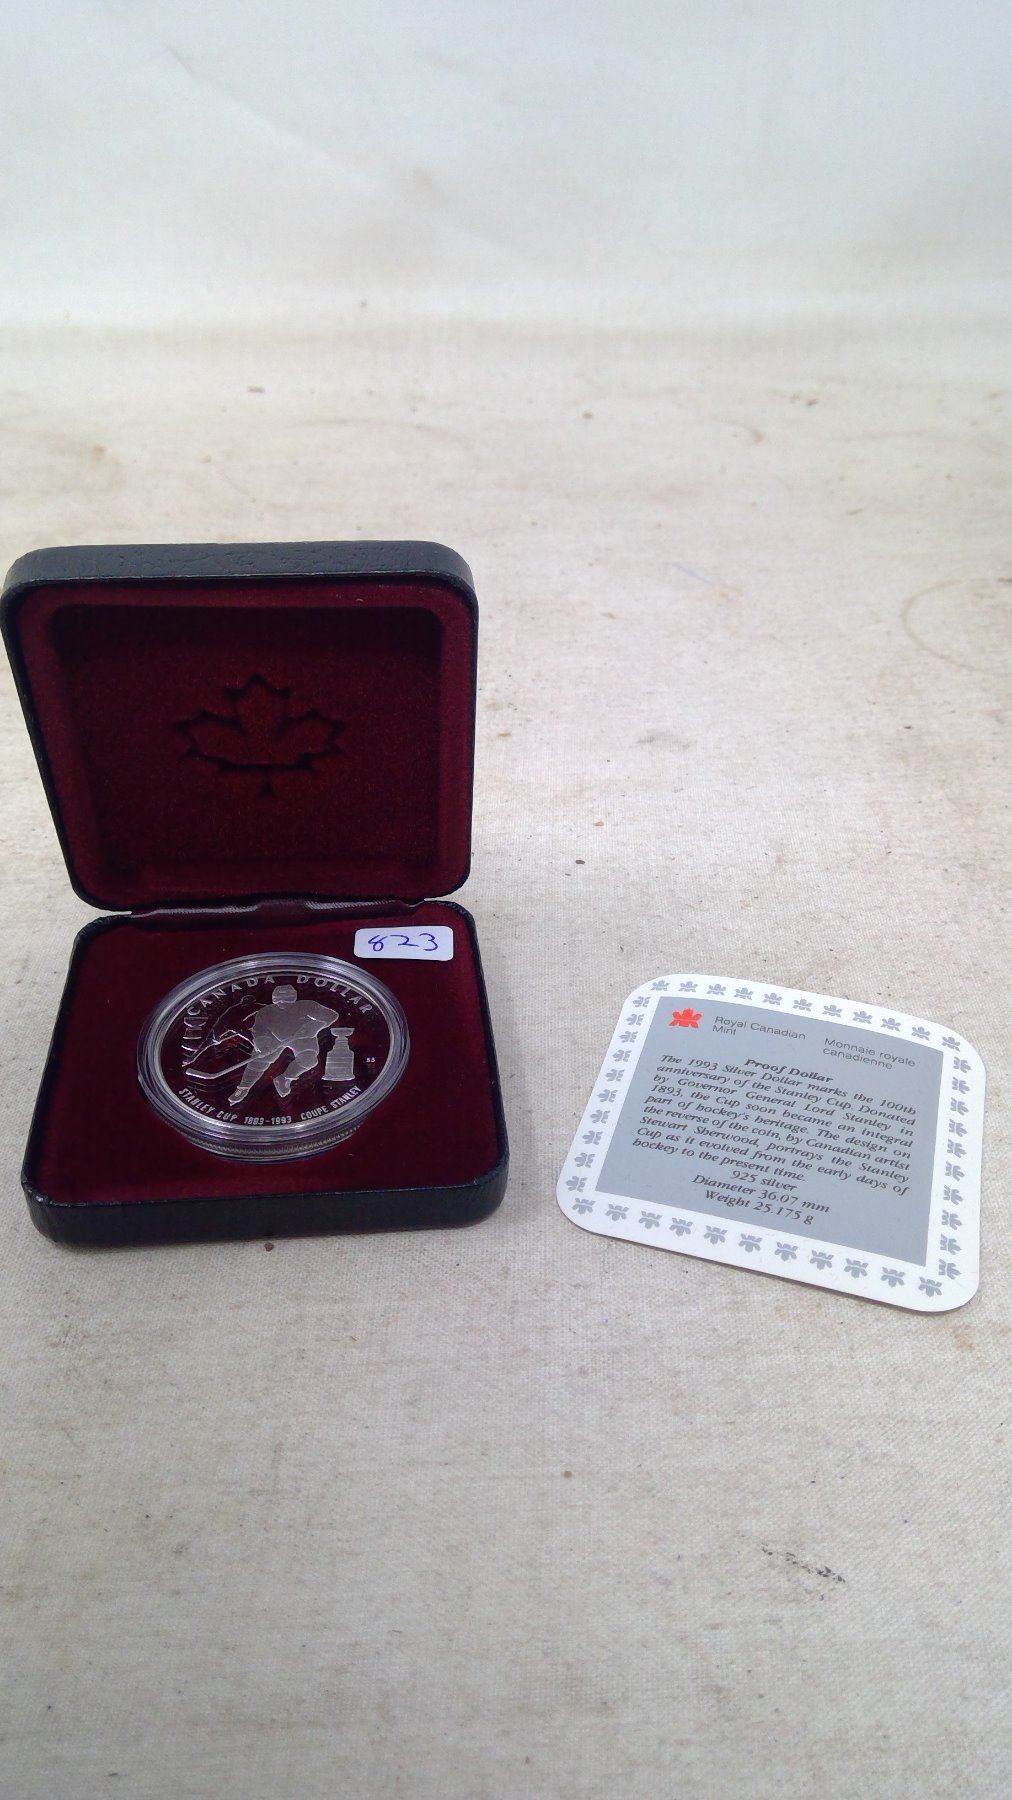 823
CANADA DOLLAR
SS
STANLEY CUP 1893-1993 COUPE STANLEY
Royal Canadian
Mint
Monnaie royale
canadienne
Proof Dollar
The 1993 Silver Dollar marks the 100th
anniversary of the Stanley Cup. Donated
by Governor General Lord Stanley in
1893, the Cup soon became an integral
part of hockey's heritage. The design on
the reverse of the coin, by Canadian artist
Stewart Sherwood, portrays the Stanley
Cup as it evolved from the early days of
hockey to the present time.
925 silver
Diameter 36.07 mm
Weight 25.175 g